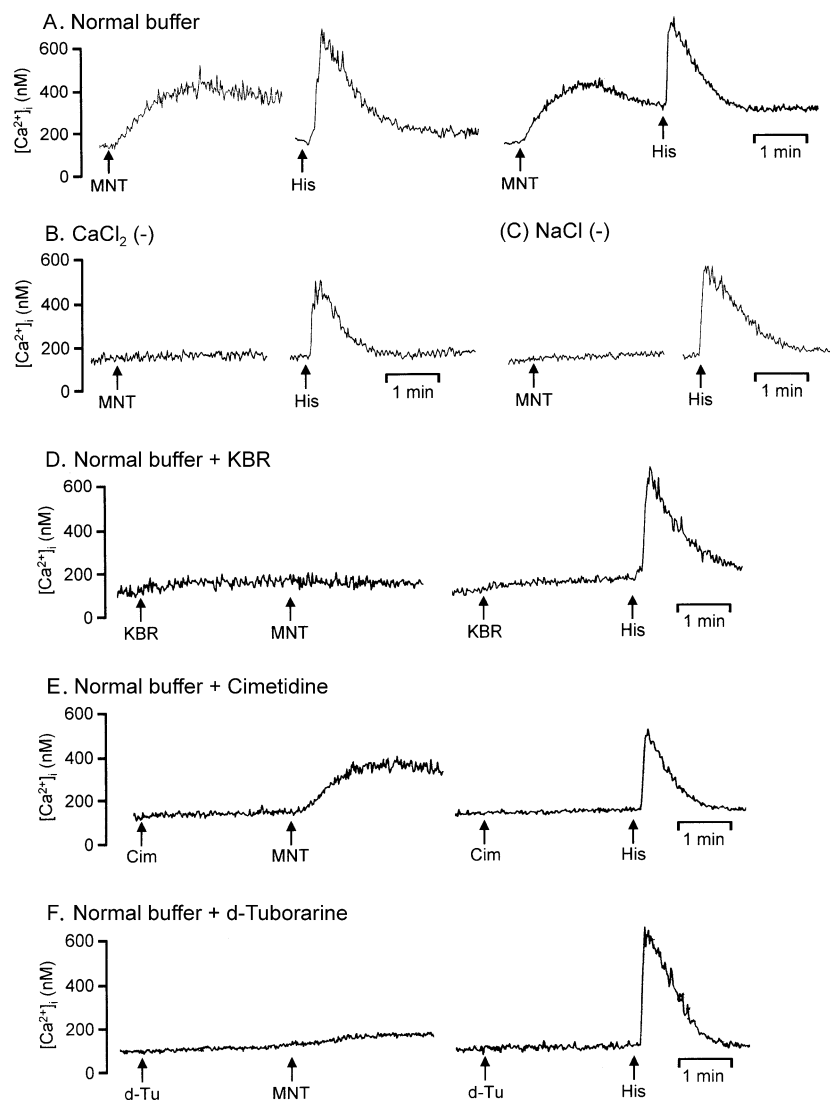 A. Normal buffer
[Ca2+]i (nM)
600
400
200
0
MNT
His
MNT
His
1 min
B. CaCl2 (-)
(C) NaCl (-)
[Ca2+]i (nM)
600
400
200
0
MNT
His
1 min
MNT
His
1 min
D. Normal buffer + KBR
[Ca2+]i (nM)
600
400
200
0
KBR
MNT
KBR
His
1 min
E. Normal buffer + Cimetidine
[Ca2+]i (nM)
600
400
200
0
Cim
MNT
Cim
His
1 min
F. Normal buffer + d-Tuborarine
[Ca2+]i (nM)
600
400
200
0
d-Tu
MNT
d-Tu
His
1 min